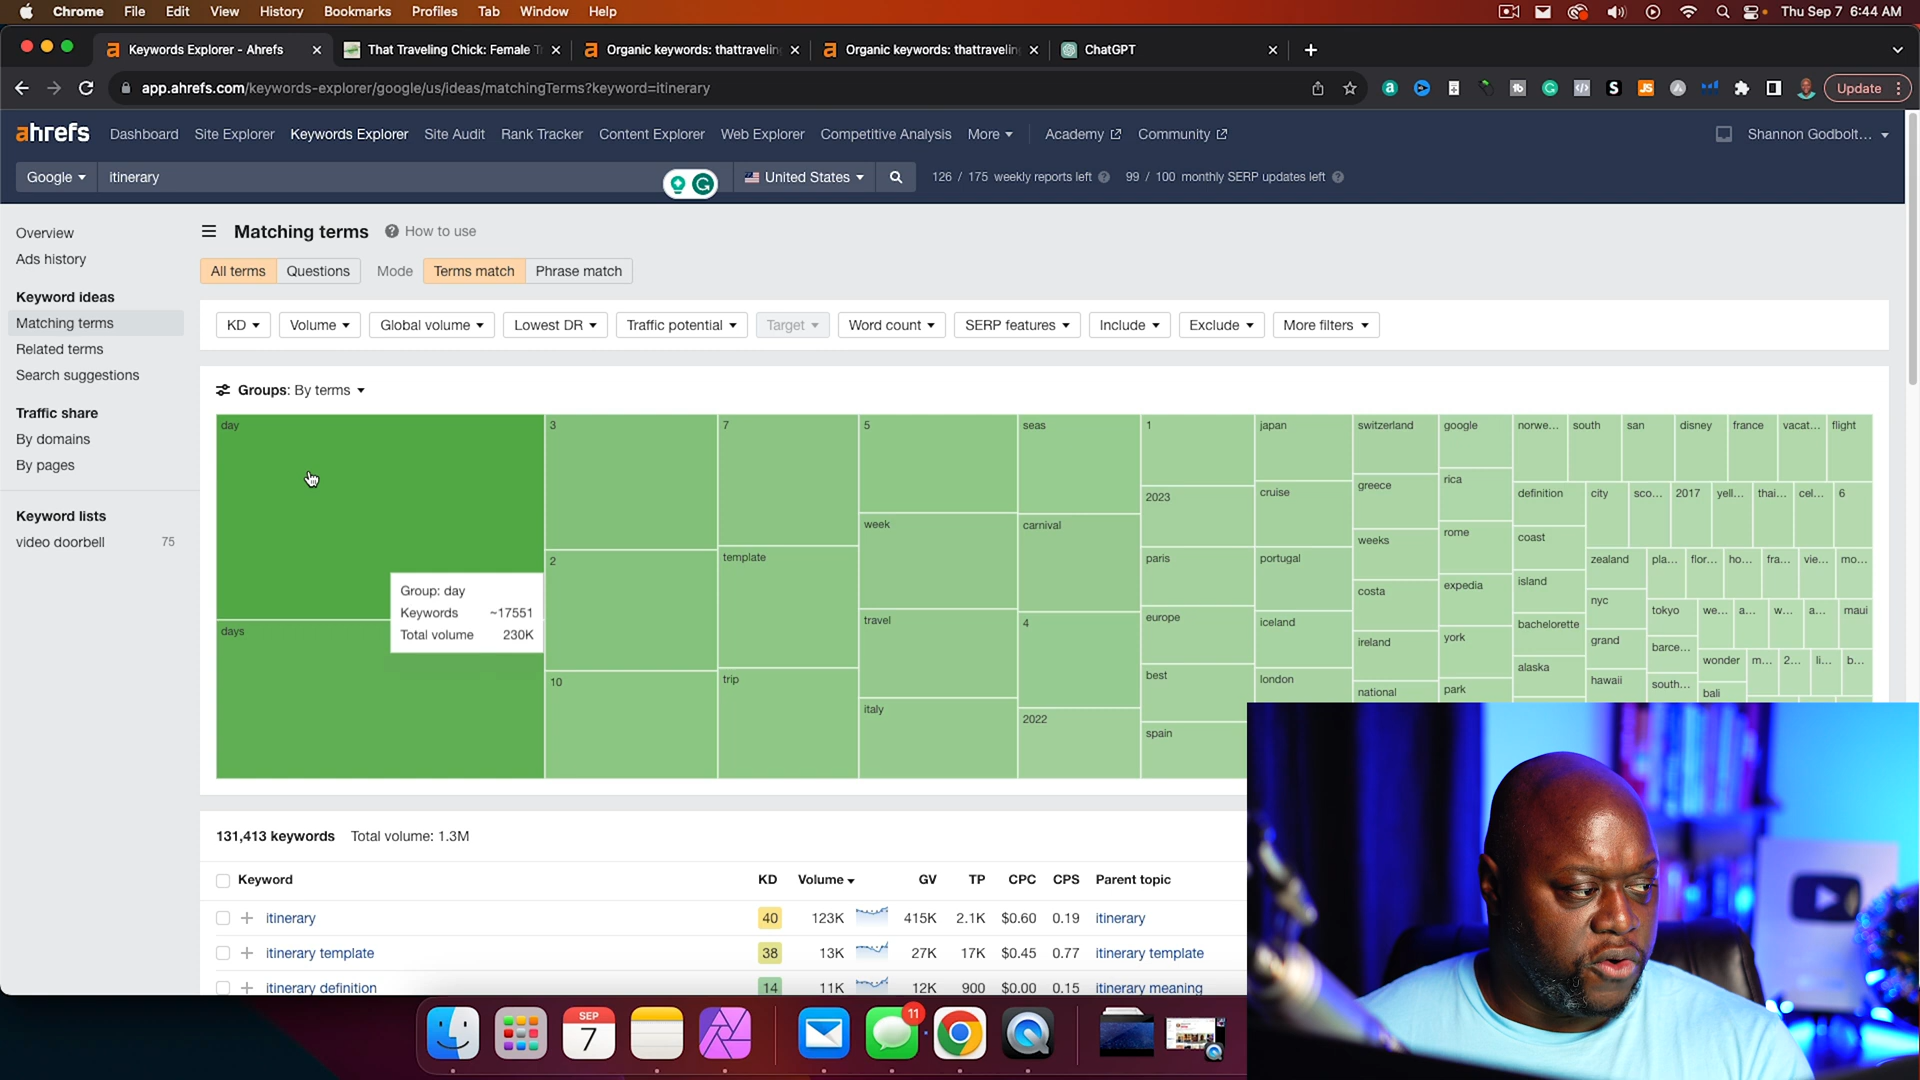 Chrome File Edit View History Bookmarks Profiles Tab Window Help Thu Sep 7 6:44 AM
Keywords Explorer - Ahrefs That Traveling Chick: Female T Organic keywords: thattraveling Organic keywords: thattraveling ChatGPT
app.ahrefs.com/keywords-explorer/google/us/ideas/matchingTerms?keyword=itinerary Update
ahrefs Dashboard Site Explorer Keywords Explorer Site Audit Rank Tracker Content Explorer Web Explorer Competitive Analysis More Academy Community Shannon Godbolt...
Google itinerary United States 126 / 175 weekly reports left 99 / 100 monthly SERP updates left
Overview
Ads history
Keyword ideas
Matching terms
Related terms
Search suggestions
Traffic share
By domains
By pages
Keyword lists
video doorbell 75
Matching terms How to use
All terms Questions Mode Terms match Phrase match
KD Volume Global volume Lowest DR Traffic potential Target Word count SERP features Include Exclude More filters
Groups: By terms
day 3 7 5 seas 1 japan switzerland google norwe... south san disney france vacat... flight
2023 cruise greece rica definition city sco... 2017 yell... thai... cel... 6
week carnival weeks rome coast
2 template paris portugal costa expedia island zealand pla... flor... ho... fra... vie... mo...
nyc tokyo we... a... w... a... maui
days travel 4 europe iceland ireland york bachelorette grand barce...
alaska wonder m... 2... li... b...
10 trip best london national park hawaii south... bali
italy 2022 spain
Group: day
Keywords ~17551
Total volume 230K
131,413 keywords Total volume: 1.3M
Keyword KD Volume GV TP CPC CPS Parent topic
itinerary 40 123K 415K 2.1K $0.60 0.19 itinerary
itinerary template 38 13K 27K 17K $0.45 0.77 itinerary template
itinerary definition 14 11K 12K 900 $0.00 0.15 itinerary meaning
SEP
7
11